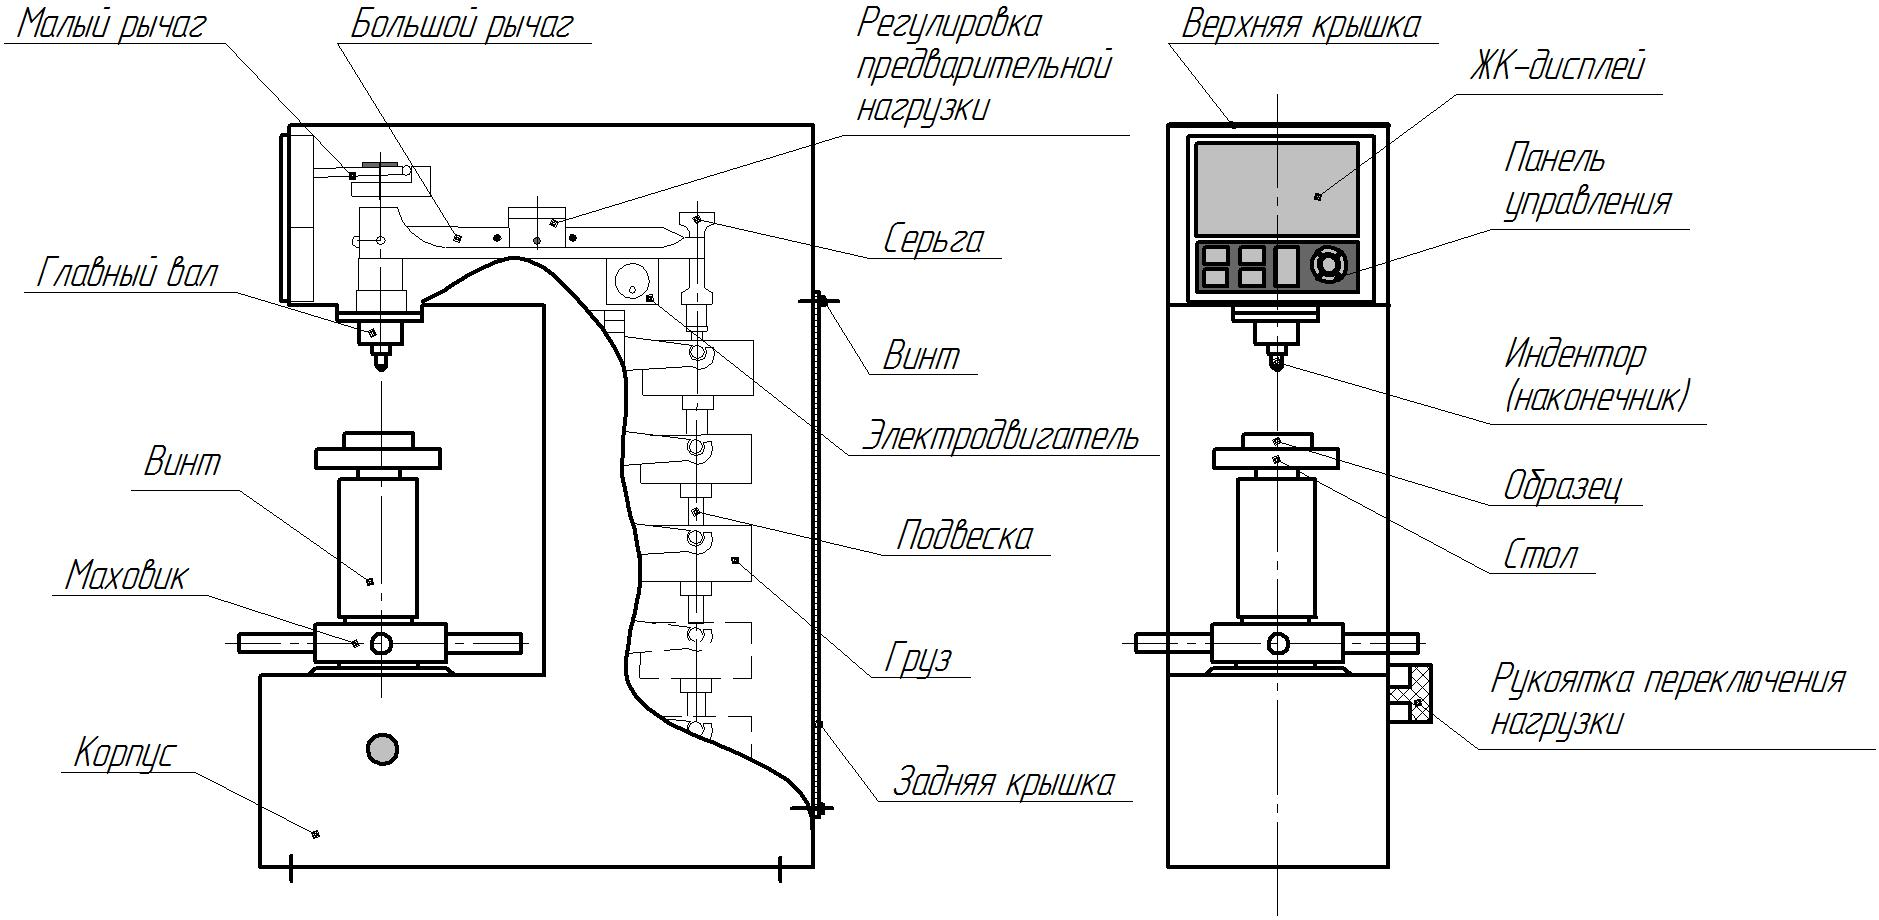 Малый рычаг
Большой рычаг
Регулировка
предварительной
нагрузки
Верхняя крышка
ЖК-дисплей
Панель
управления
Серьга
Главный вал
Винт
Индентор
(наконечник)
Электродвигатель
Винт
Образец
Подвеска
Стол
Маховик
Груз
Рукоятка переключения
нагрузки
Корпус
Задняя крышка